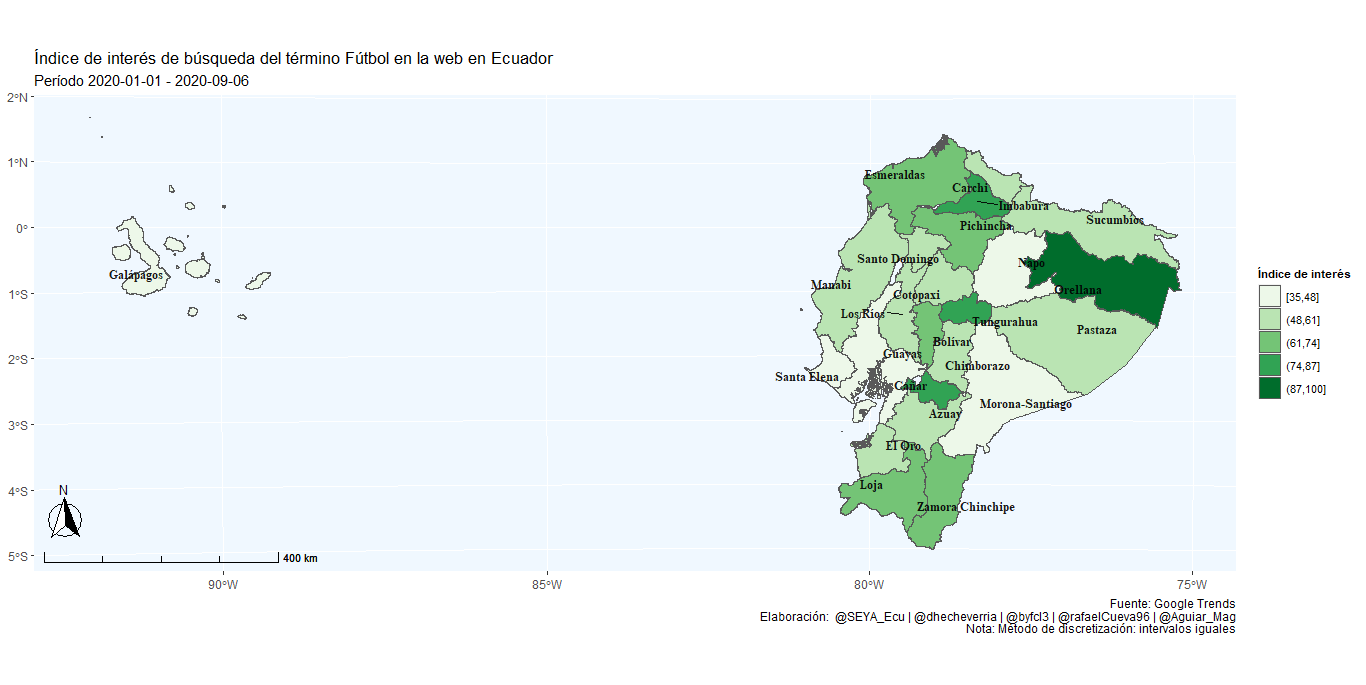 Índice de interés de búsqueda del término Fútbol en la web en Ecuador
Período 2020-01-01 - 2020-09-06
2°N
1°N
0°
1°S
2°S
3°S
4°S
5°S
90°W
85°W
80°W
75°W
Galápagos
Esmeraldas
Carchi
Imbabura
Sucumbíos
Pichincha
Santo Domingo
Napo
Manabi
Orellana
Cotopaxi
Los Ríos
Tungurahua
Pastaza
Bolívar
Guayas
Chimborazo
Santa Elena
Cañar
Morona-Santiago
Azuay
El Oro
Loja
Zamora Chinchipe
N
400 km
Índice de interés
[35,48]
(48,61]
(61,74]
(74,87]
(87,100]
Fuente: Google Trends
Elaboración: @SEYA_Ecu | @dhecheverria | @byfcl3 | @rafaelCueva96 | @Aguiar_Mag
Nota: Método de discretización: intervalos iguales